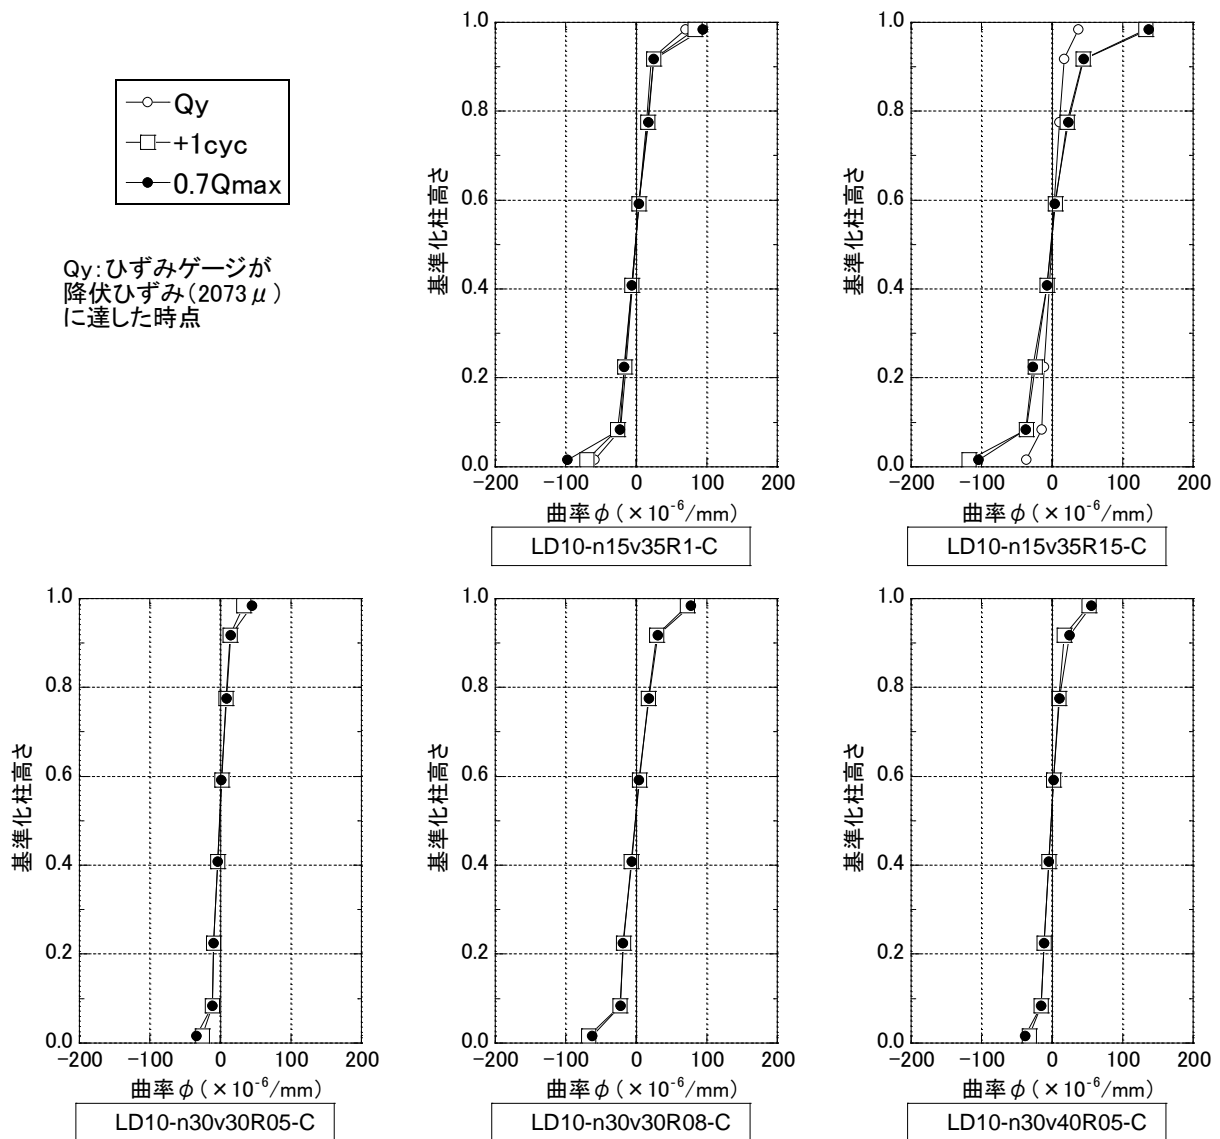 Qy
+1cyc
0.7Qmax
Qy:ひずみゲージが
降伏ひずみ(2073μ)
に達した時点
1.0
0.8
0.6
0.4
0.2
0.0
基準化柱高さ
-200 -100 0 100 200
曲率φ(×10⁻⁶/mm)
LD10-n15v35R1-C
1.0
0.8
0.6
0.4
0.2
0.0
基準化柱高さ
-200 -100 0 100 200
曲率φ(×10⁻⁶/mm)
LD10-n15v35R15-C
1.0
0.8
0.6
0.4
0.2
0.0
基準化柱高さ
-200 -100 0 100 200
曲率φ(×10⁻⁶/mm)
LD10-n30v30R05-C
1.0
0.8
0.6
0.4
0.2
0.0
基準化柱高さ
-200 -100 0 100 200
曲率φ(×10⁻⁶/mm)
LD10-n30v30R08-C
1.0
0.8
0.6
0.4
0.2
0.0
基準化柱高さ
-200 -100 0 100 200
曲率φ(×10⁻⁶/mm)
LD10-n30v40R05-C